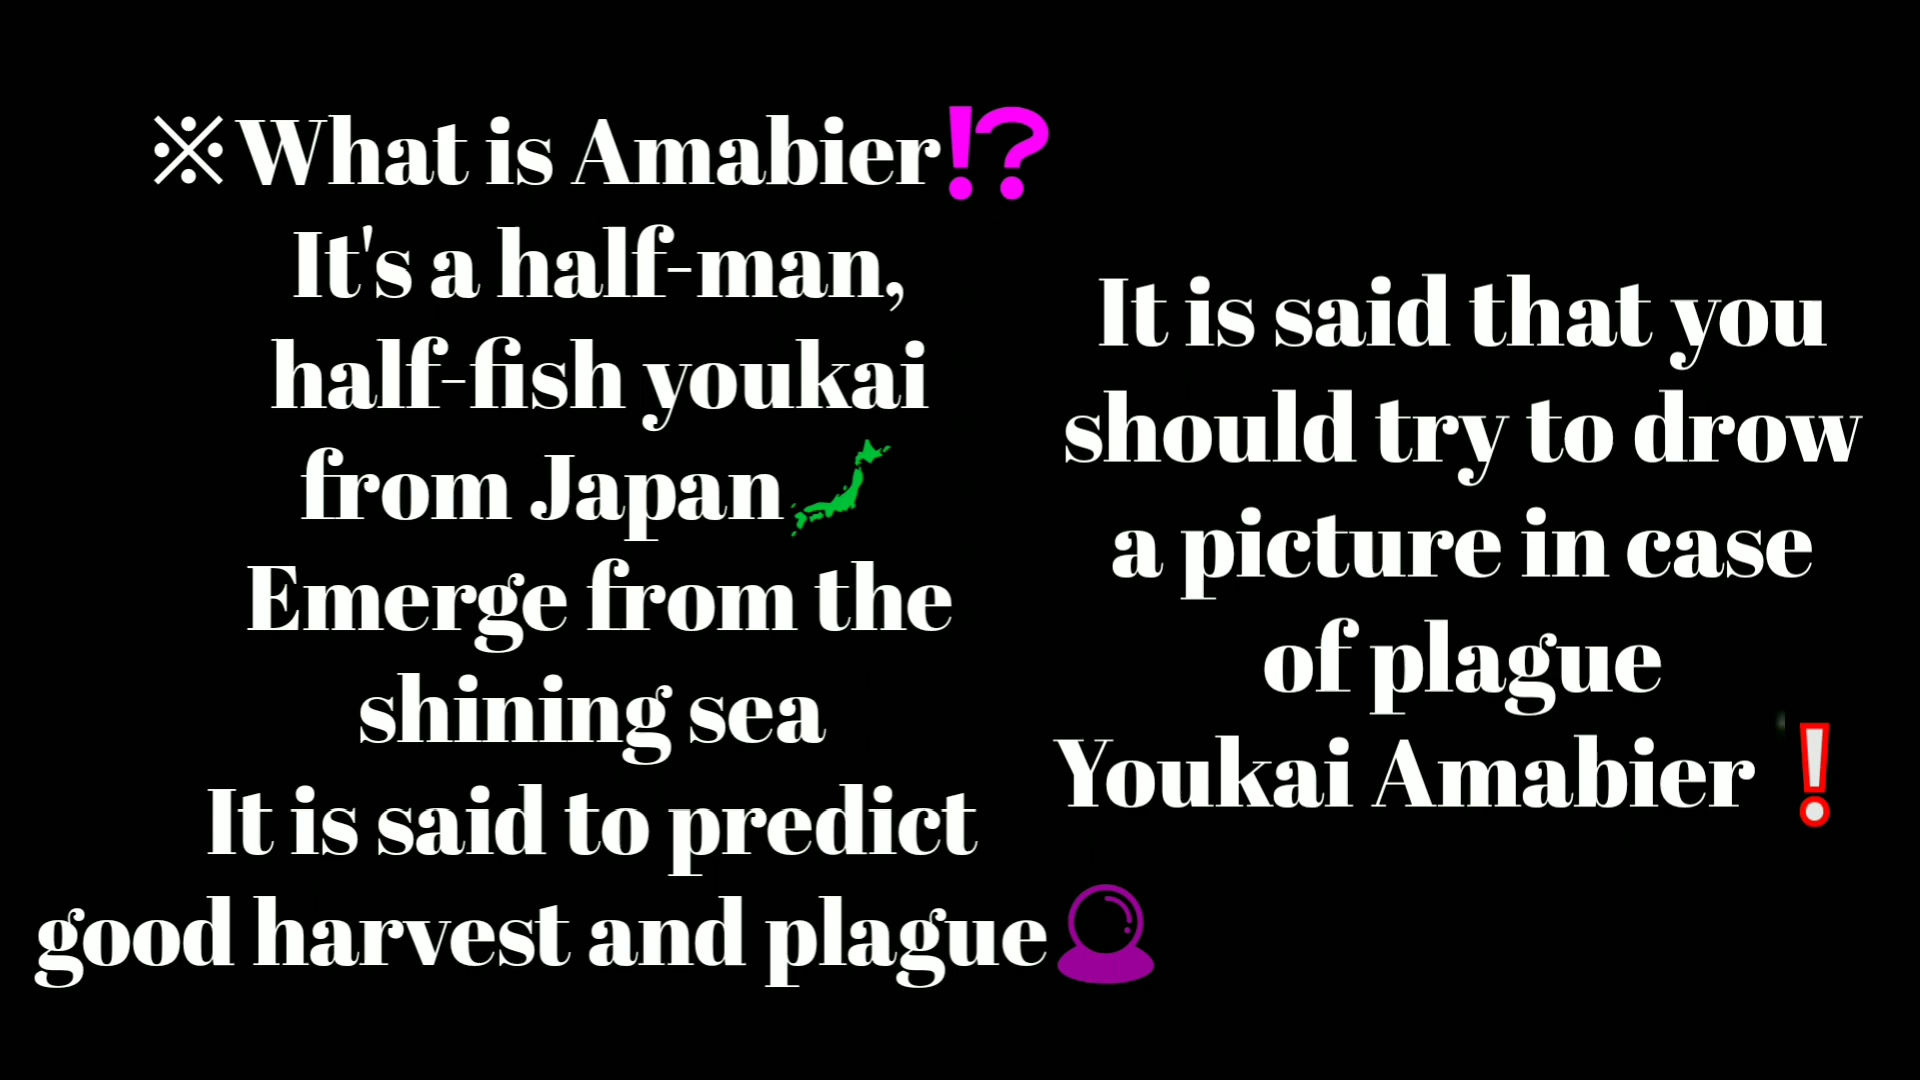 ※What is Amabier⁉
It's a half-man,
half-fish youkai
from Japan🗾
Emerge from the
shining sea
It is said to predict
good harvest and plague🔮
It is said that you
should try to drow
a picture in case
of plague
Youkai Amabier❗